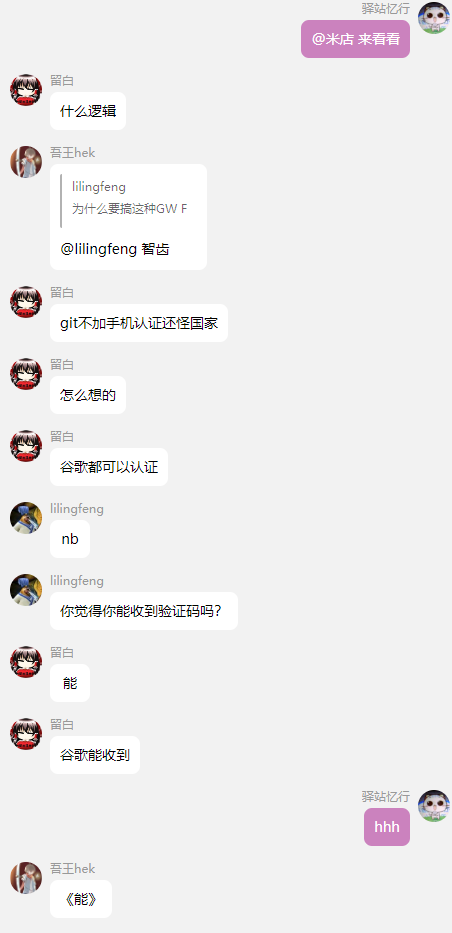 驿站忆行
@米店 来看看
留白
什么逻辑
吾王hek
lilingfeng
为什么要搞这种GW F
@lilingfeng 智齿
留白
git不加手机认证还怪国家
留白
怎么想的
留白
谷歌都可以认证
lilingfeng
nb
lilingfeng
你觉得你能收到验证码吗？
留白
能
留白
谷歌能收到
驿站忆行
hhh
吾王hek
《能》